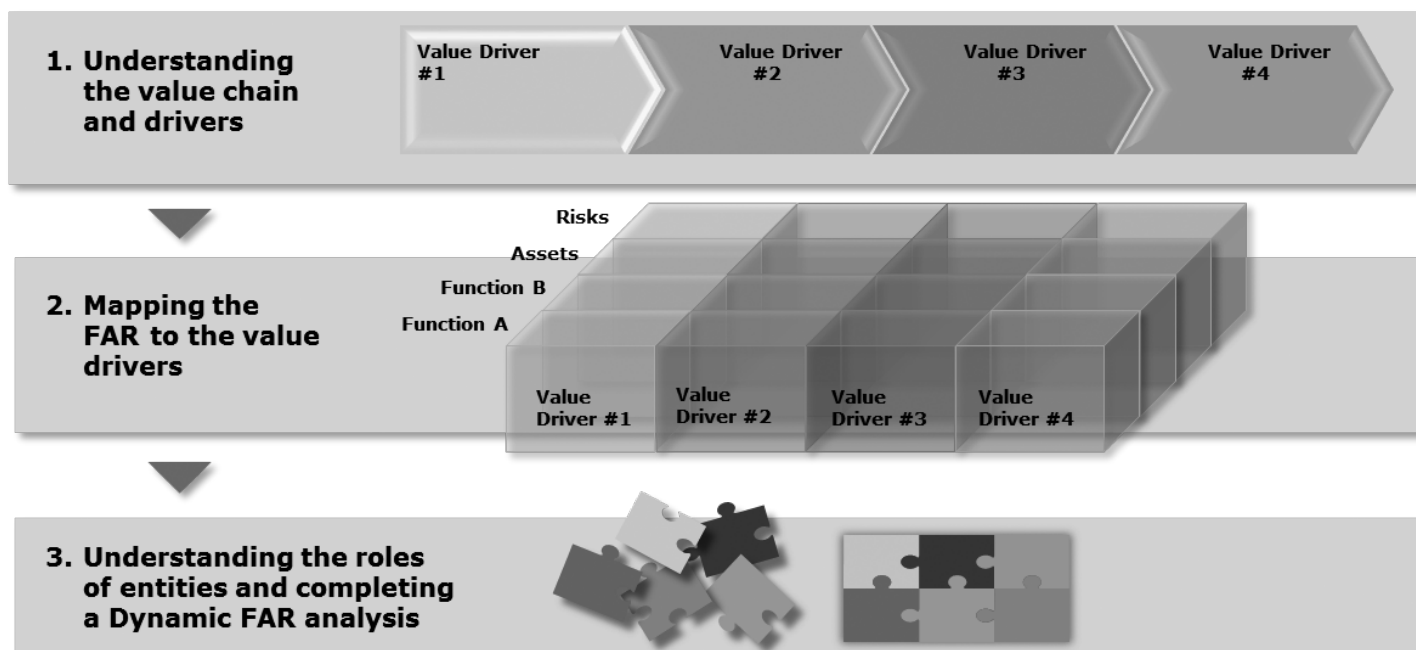 1. Understanding
the value chain
and drivers
Value Driver
#1
Value Driver
#2
Value Driver
#3
Value Driver
#4
2. Mapping the
FAR to the value
drivers
Risks
Assets
Function B
Function A
Value
Driver #1
Value
Driver #2
Value
Driver #3
Value
Driver #4
3. Understanding the roles
of entities and completing
a Dynamic FAR analysis